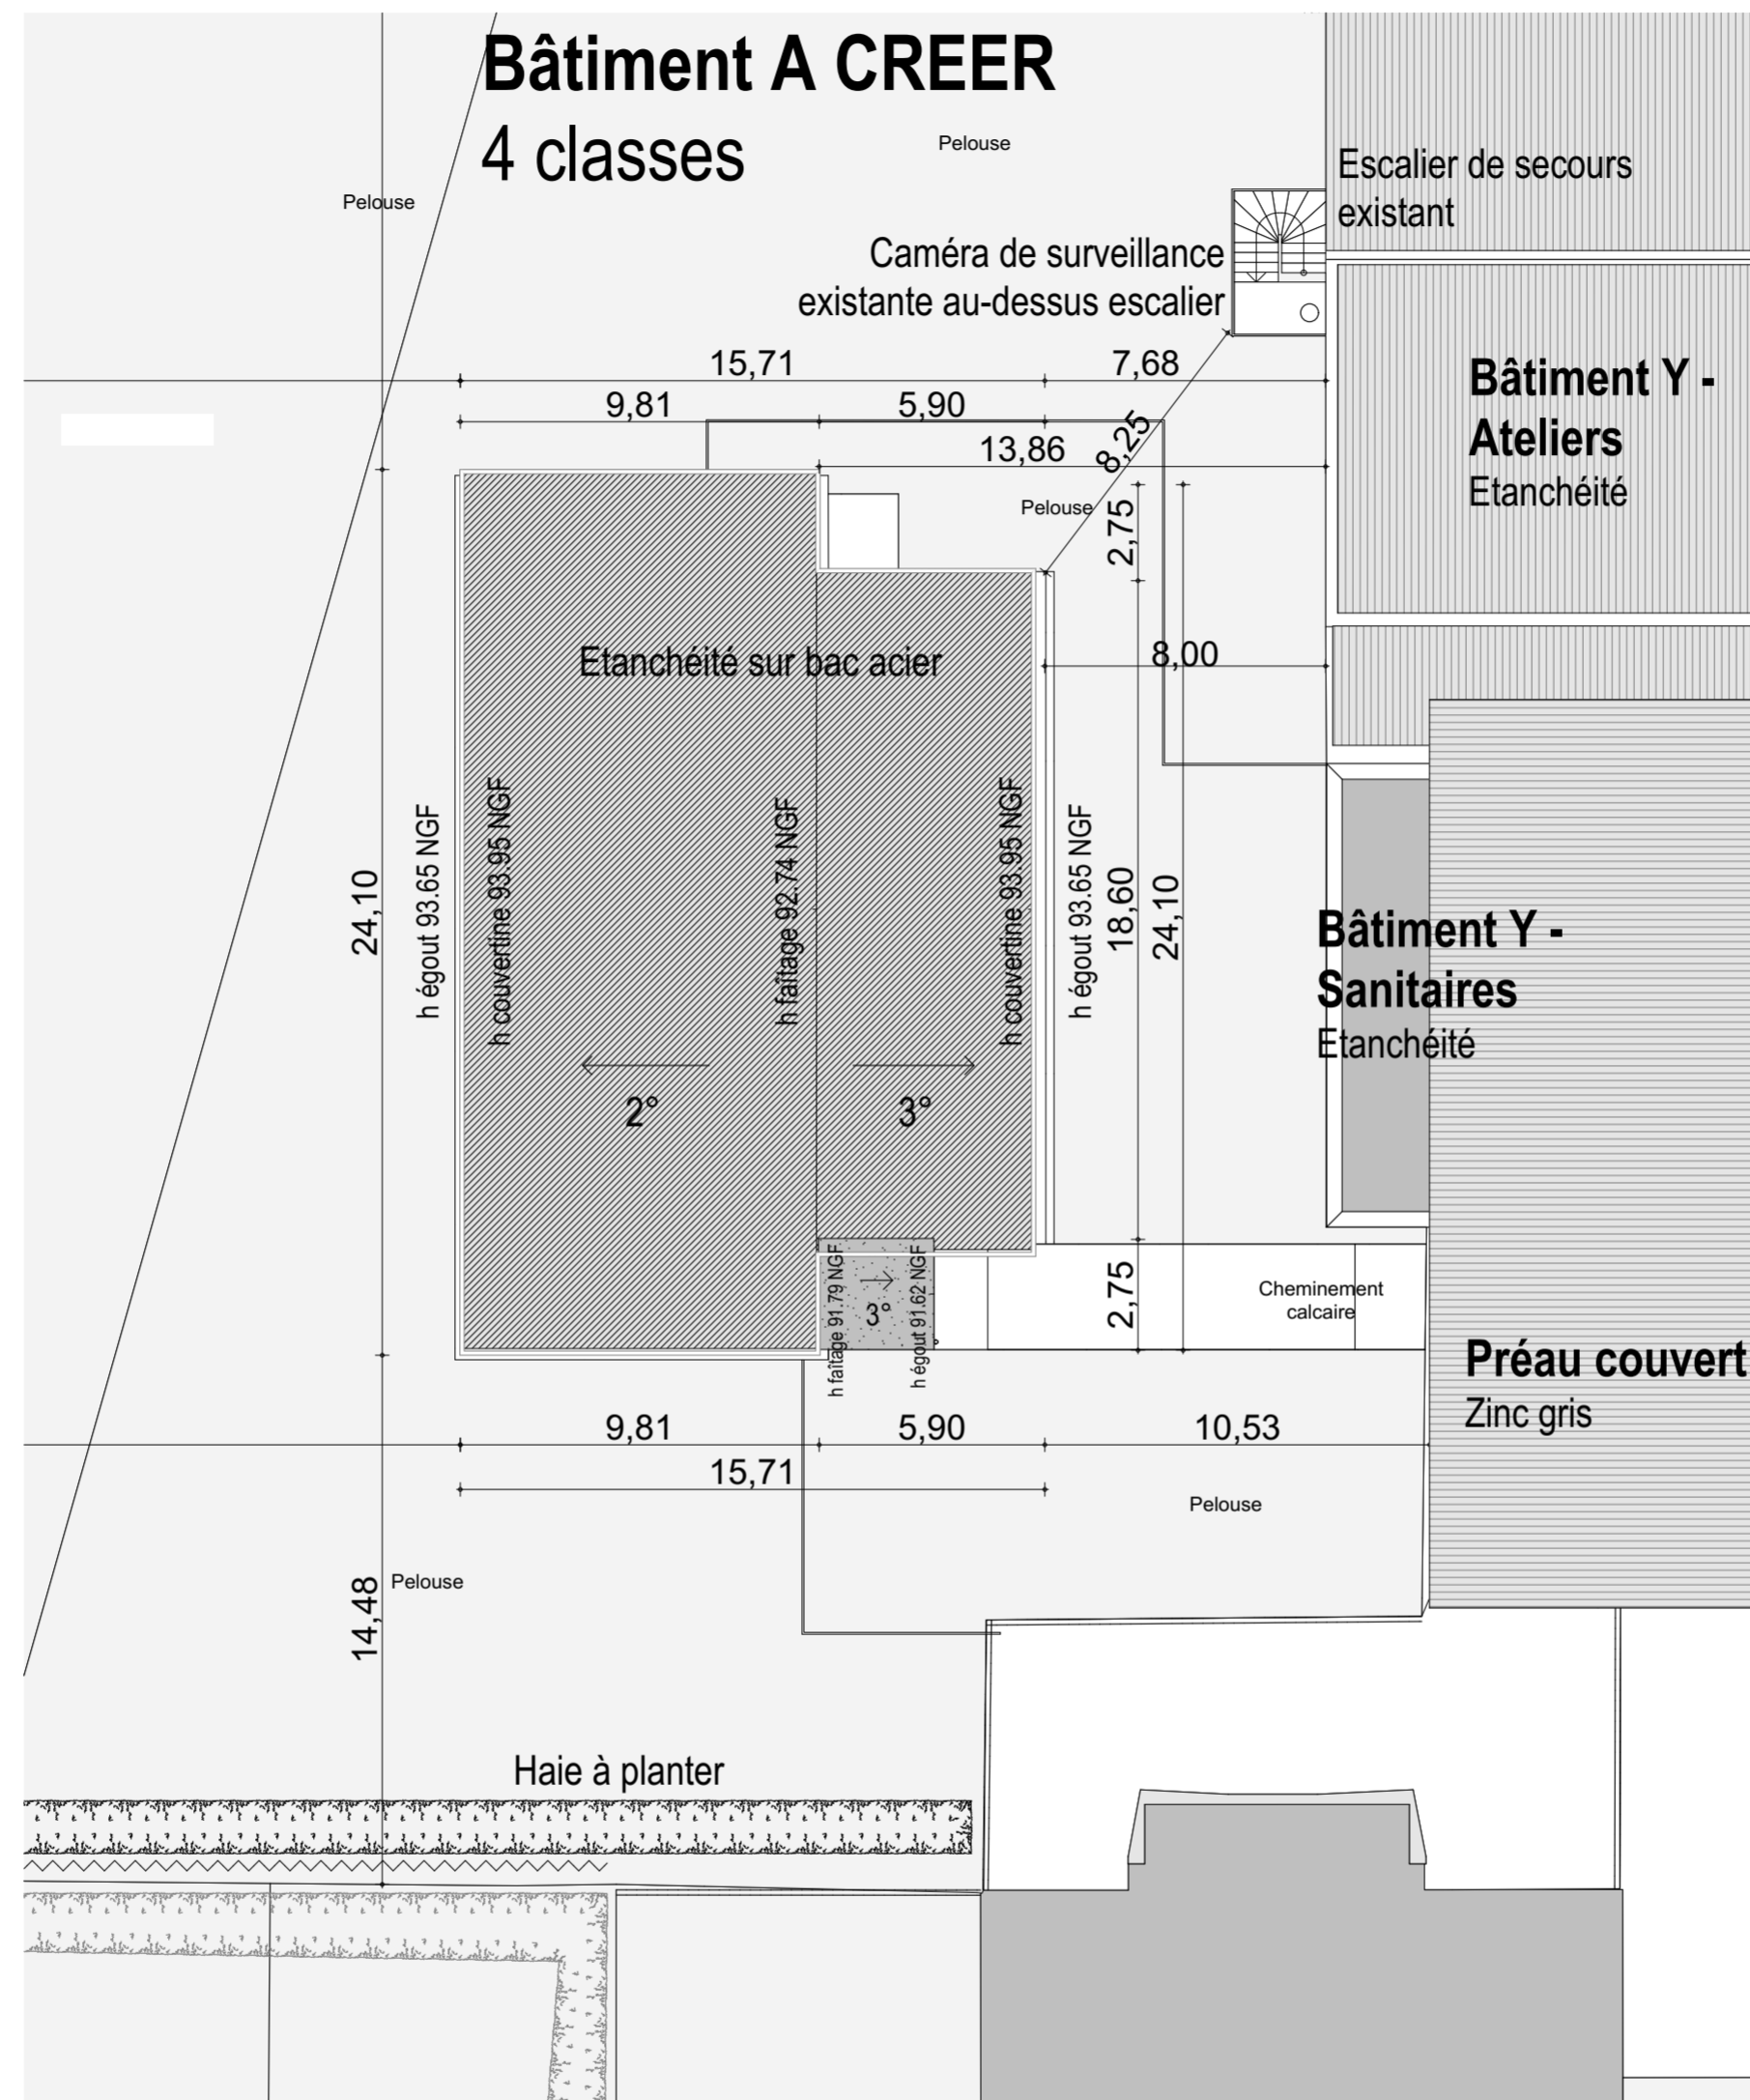 Bâtiment A CREER
4 classes
Pelouse
Pelouse
Escalier de secours
existant
Caméra de surveillance
existante au-dessus escalier
15,71
7,68
Bâtiment Y -
Ateliers
Etanchéité
9,81
5,90
13,86
8,25
Pelouse
2,75
Etanchéité sur bac acier
8,00
24,10
h égout 93.65 NGF
h couvertine 93.95 NGF
h faîtage 92.74 NGF
h couvertine 93.95 NGF
h égout 93.65 NGF
18,60
24,10
Bâtiment Y -
Sanitaires
Etanchéité
2°
3°
h faîtage 91.79 NGF
3°
h égout 91.62 NGF
2,75
Cheminement
calcaire
Préau couvert
Zinc gris
9,81
5,90
10,53
15,71
Pelouse
14,48
Pelouse
Haie à planter